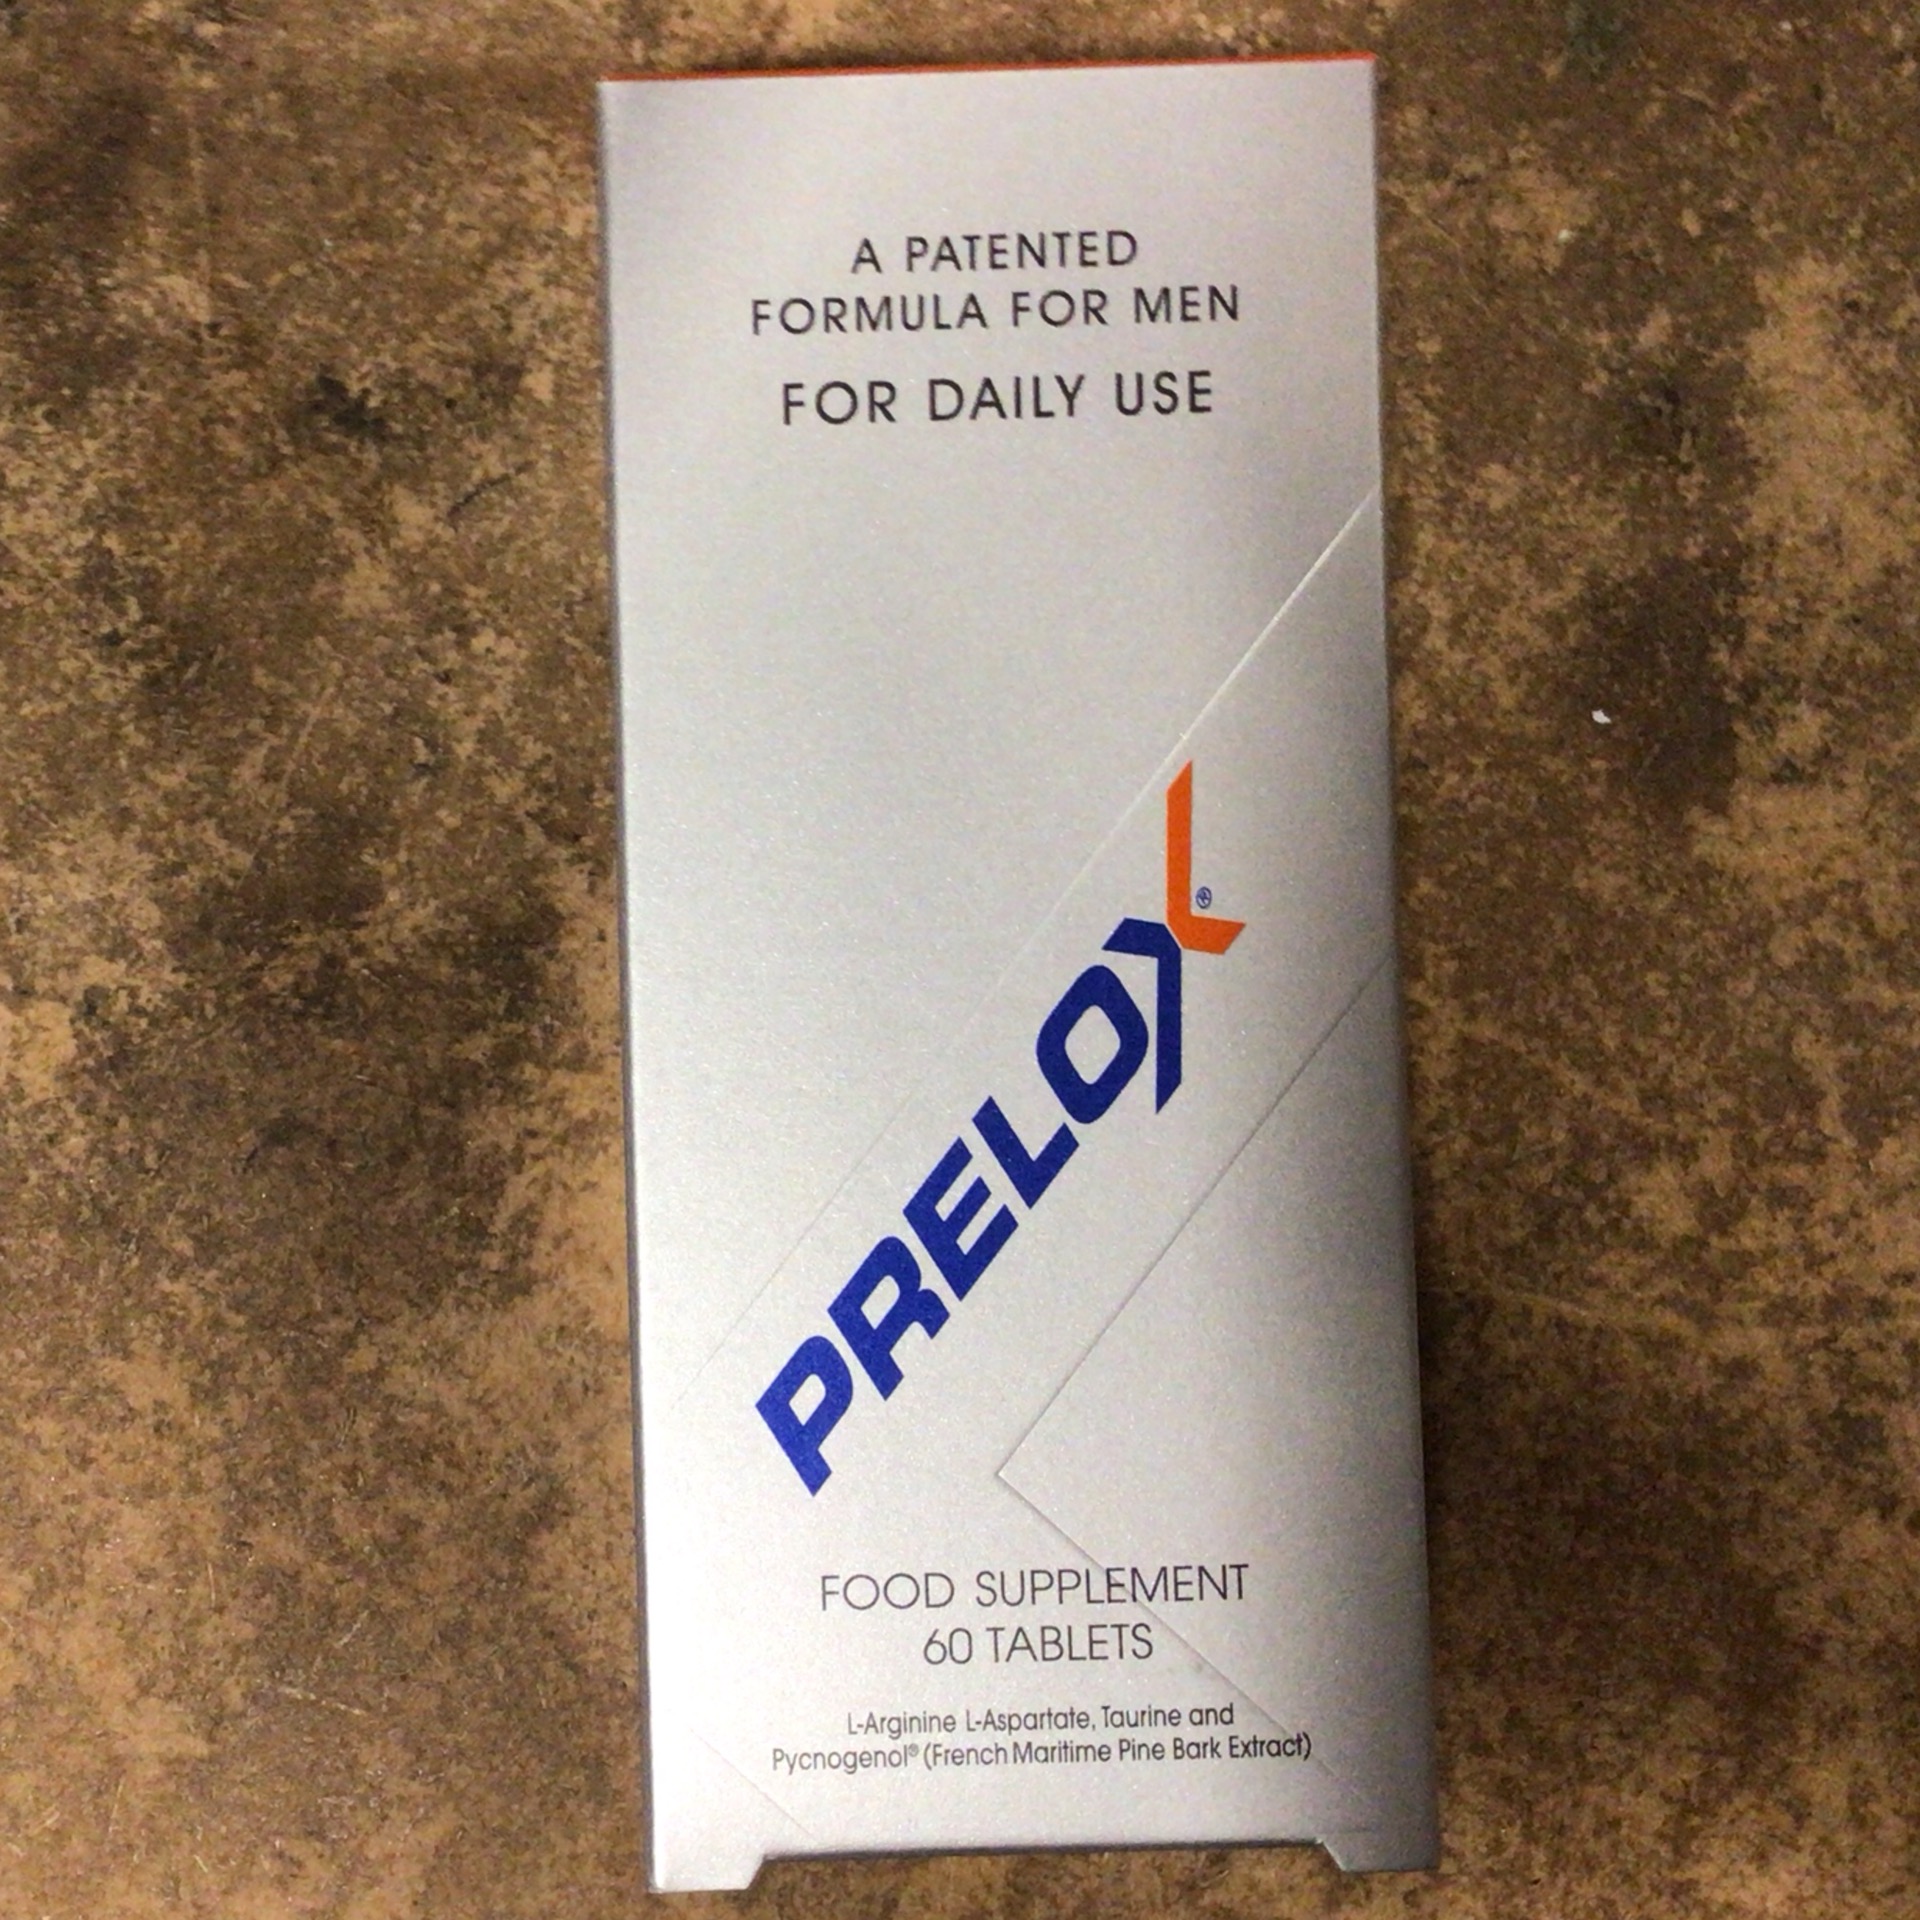 A PATENTED
FORMULA FOR MEN
FOR DAILY USE
PRELOX®
FOOD SUPPLEMENT
60 TABLETS
L-Arginine L-Aspartate, Taurine and
Pycnogenol® (French Maritime Pine Bark Extract)